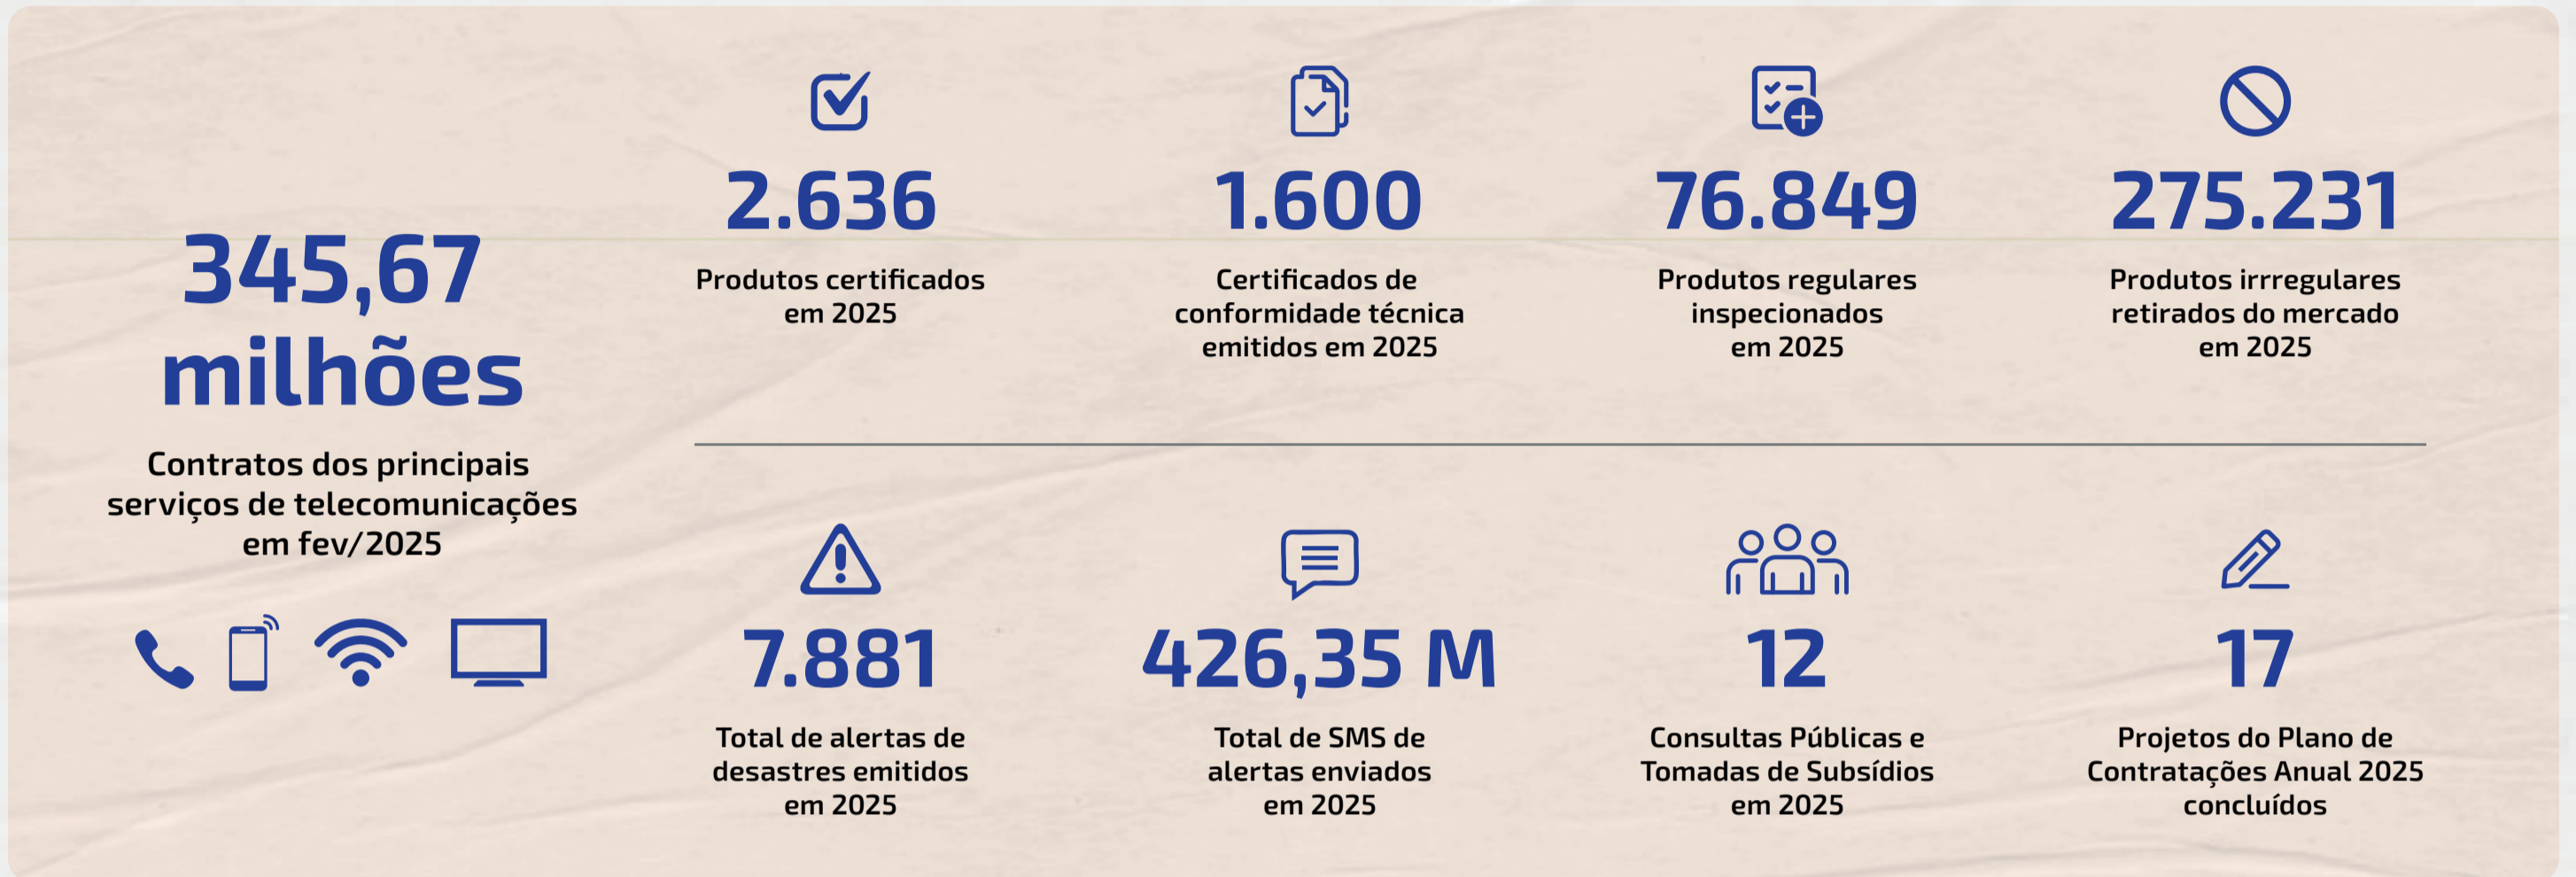 345,67
milhões
Contratos dos principais
serviços de telecomunicações
em fev/2025
2.636
Produtos certificados
em 2025
1.600
Certificados de
conformidade técnica
emitidos em 2025
76.849
Produtos regulares
inspecionados
em 2025
275.231
Produtos irrregulares
retirados do mercado
em 2025
7.881
Total de alertas de
desastres emitidos
em 2025
426,35 M
Total de SMS de
alertas enviados
em 2025
12
Consultas Públicas e
Tomadas de Subsídios
em 2025
17
Projetos do Plano de
Contratações Anual 2025
concluídos